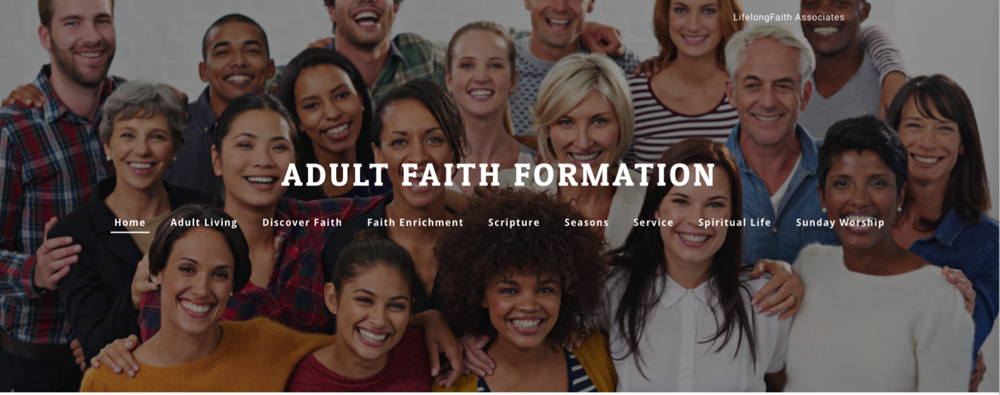 LifelongFaith Associates
ADULT FAITH FORMATION
Home Adult Living Discover Faith Faith Enrichment Scripture Seasons Service Spiritual Life Sunday Worship